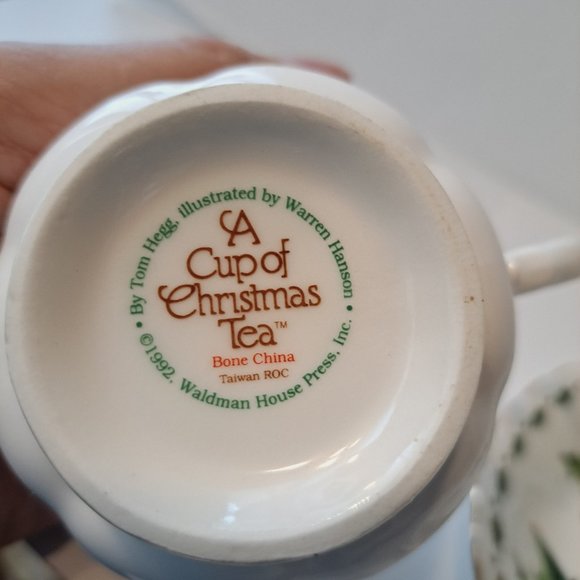 • By Tom Hegg, illustrated by Warren Hanson •
A
Cup of
Christmas
Tea™
Bone China
Taiwan ROC
©1992, Waldman House Press, Inc.